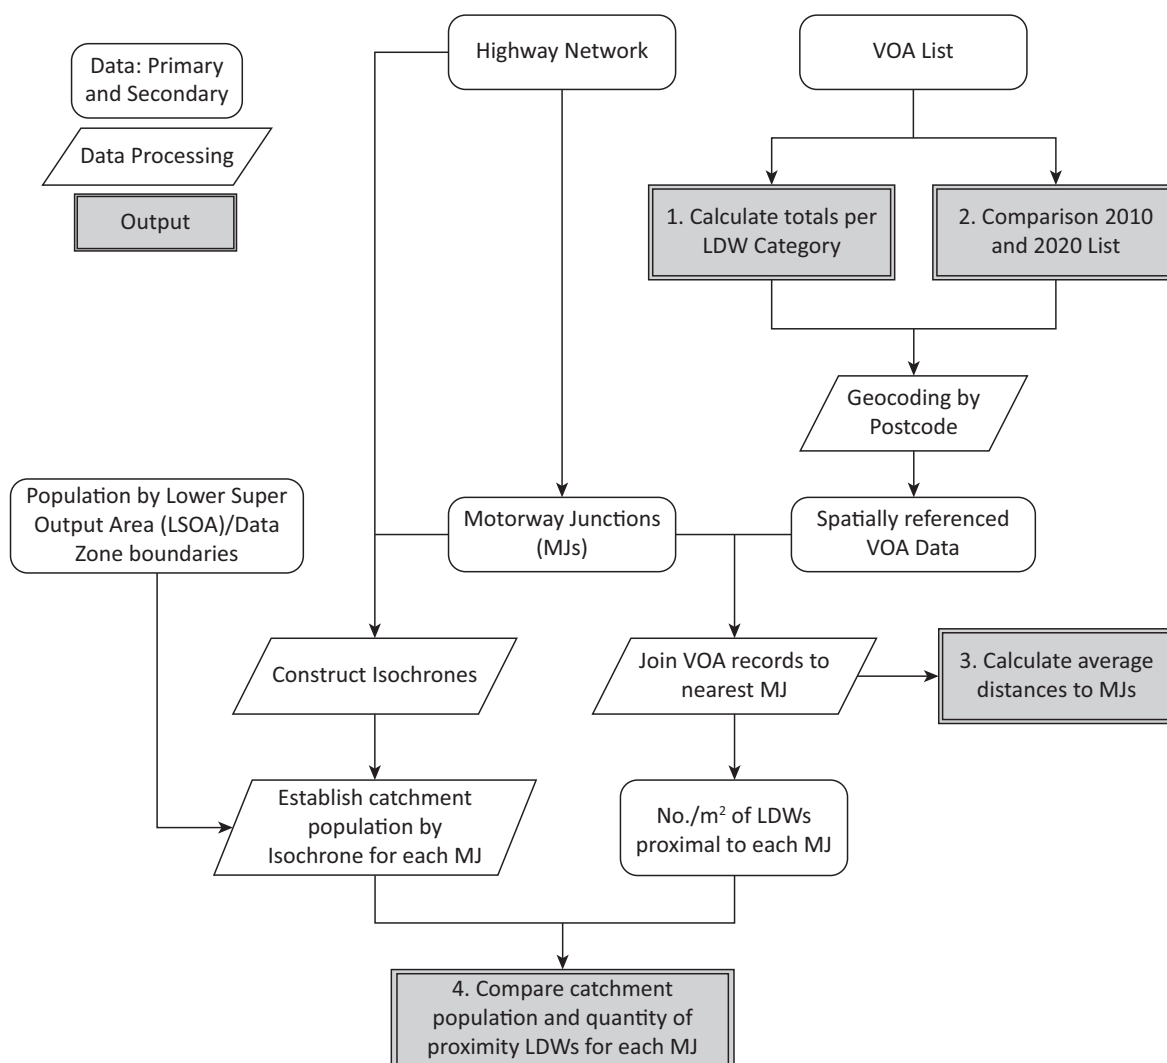 Data: Primary
and Secondary
Data Processing
Output
Highway Network
VOA List
1. Calculate totals per
LDW Category
2. Comparison 2010
and 2020 List
Geocoding by
Postcode
Population by Lower Super
Output Area (LSOA)/Data
Zone boundaries
Motorway Junctions
(MJs)
Spatially referenced
VOA Data
Construct Isochrones
Join VOA records to
nearest MJ
3. Calculate average
distances to MJs
Establish catchment
population by
Isochrone for each MJ
No./m² of LDWs
proximal to each MJ
4. Compare catchment
population and quantity of
proximity LDWs for each MJ